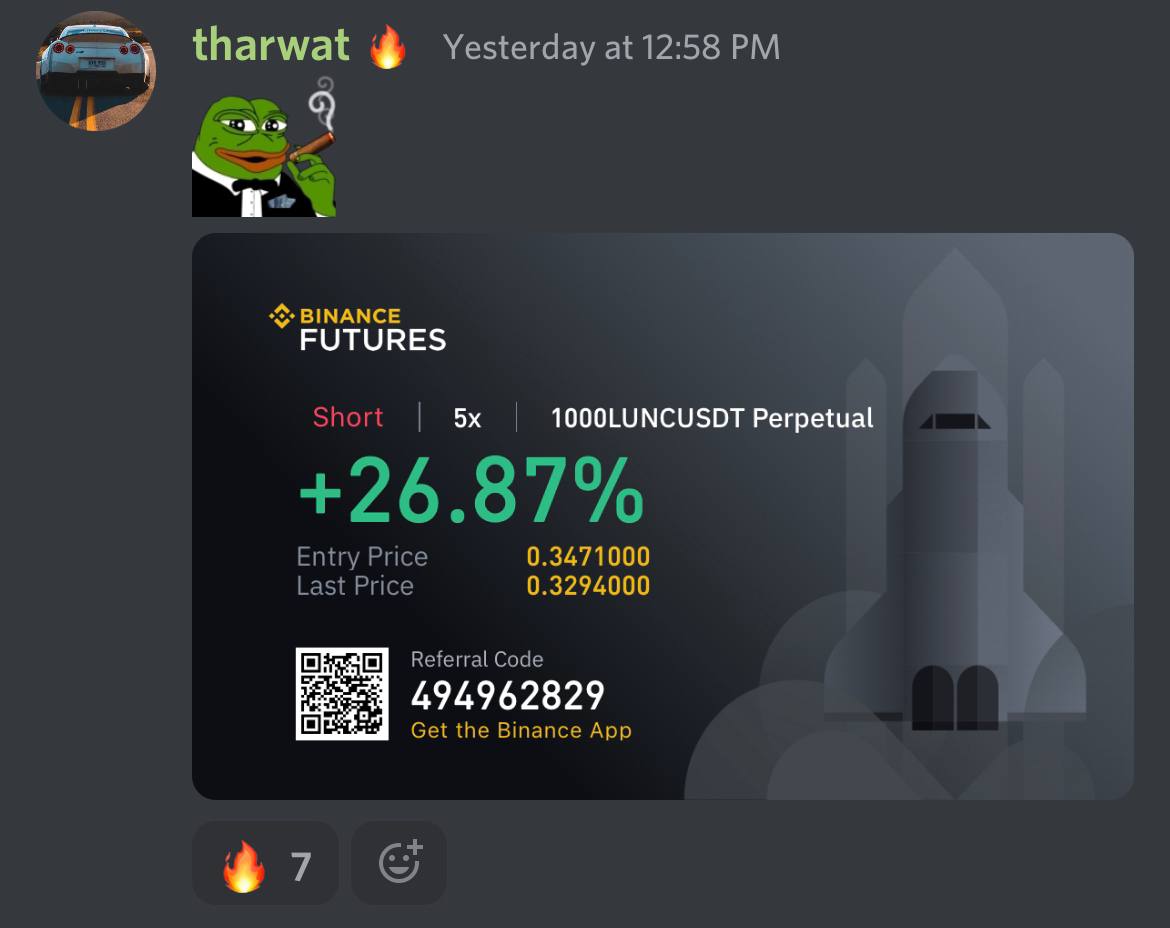 tharwat 🔥 Yesterday at 12:58 PM
BINANCE
FUTURES
Short | 5x | 1000LUNCUSDT Perpetual
+26.87%
Entry Price 0.3471000
Last Price 0.3294000
Referral Code
494962829
Get the Binance App
🔥 7